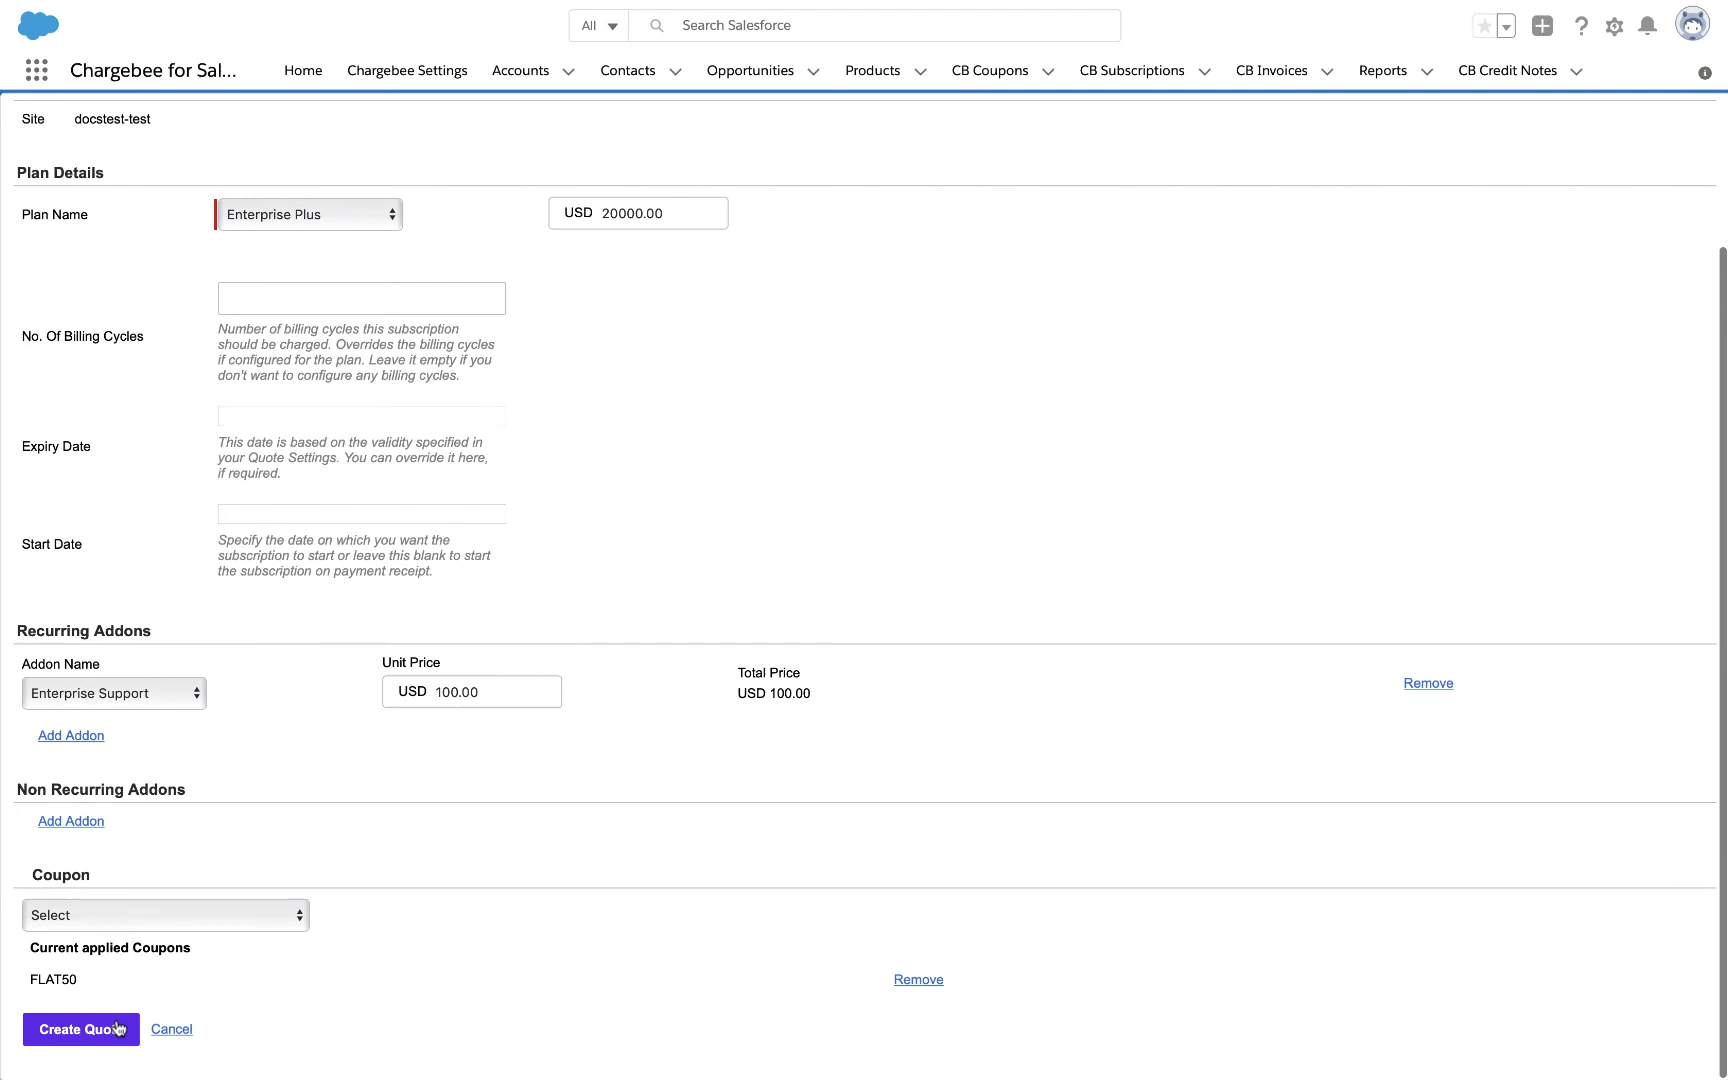 All
Search Salesforce
Chargebee for Sal...
Home
Chargebee Settings
Accounts
Contacts
Opportunities
Products
CB Coupons
CB Subscriptions
CB Invoices
Reports
CB Credit Notes
Site
docstest-test
Plan Details
Plan Name
Enterprise Plus
USD 20000.00
No. Of Billing Cycles
Number of billing cycles this subscription
should be charged. Overrides the billing cycles
if configured for the plan. Leave it empty if you
don't want to configure any billing cycles.
Expiry Date
This date is based on the validity specified in
your Quote Settings. You can override it here,
if required.
Start Date
Specify the date on which you want the
subscription to start or leave this blank to start
the subscription on payment receipt.
Recurring Addons
Addon Name
Unit Price
Total Price
Enterprise Support
USD 100.00
USD 100.00
Remove
Add Addon
Non Recurring Addons
Add Addon
Coupon
Select
Current applied Coupons
FLAT50
Remove
Create Quote
Cancel